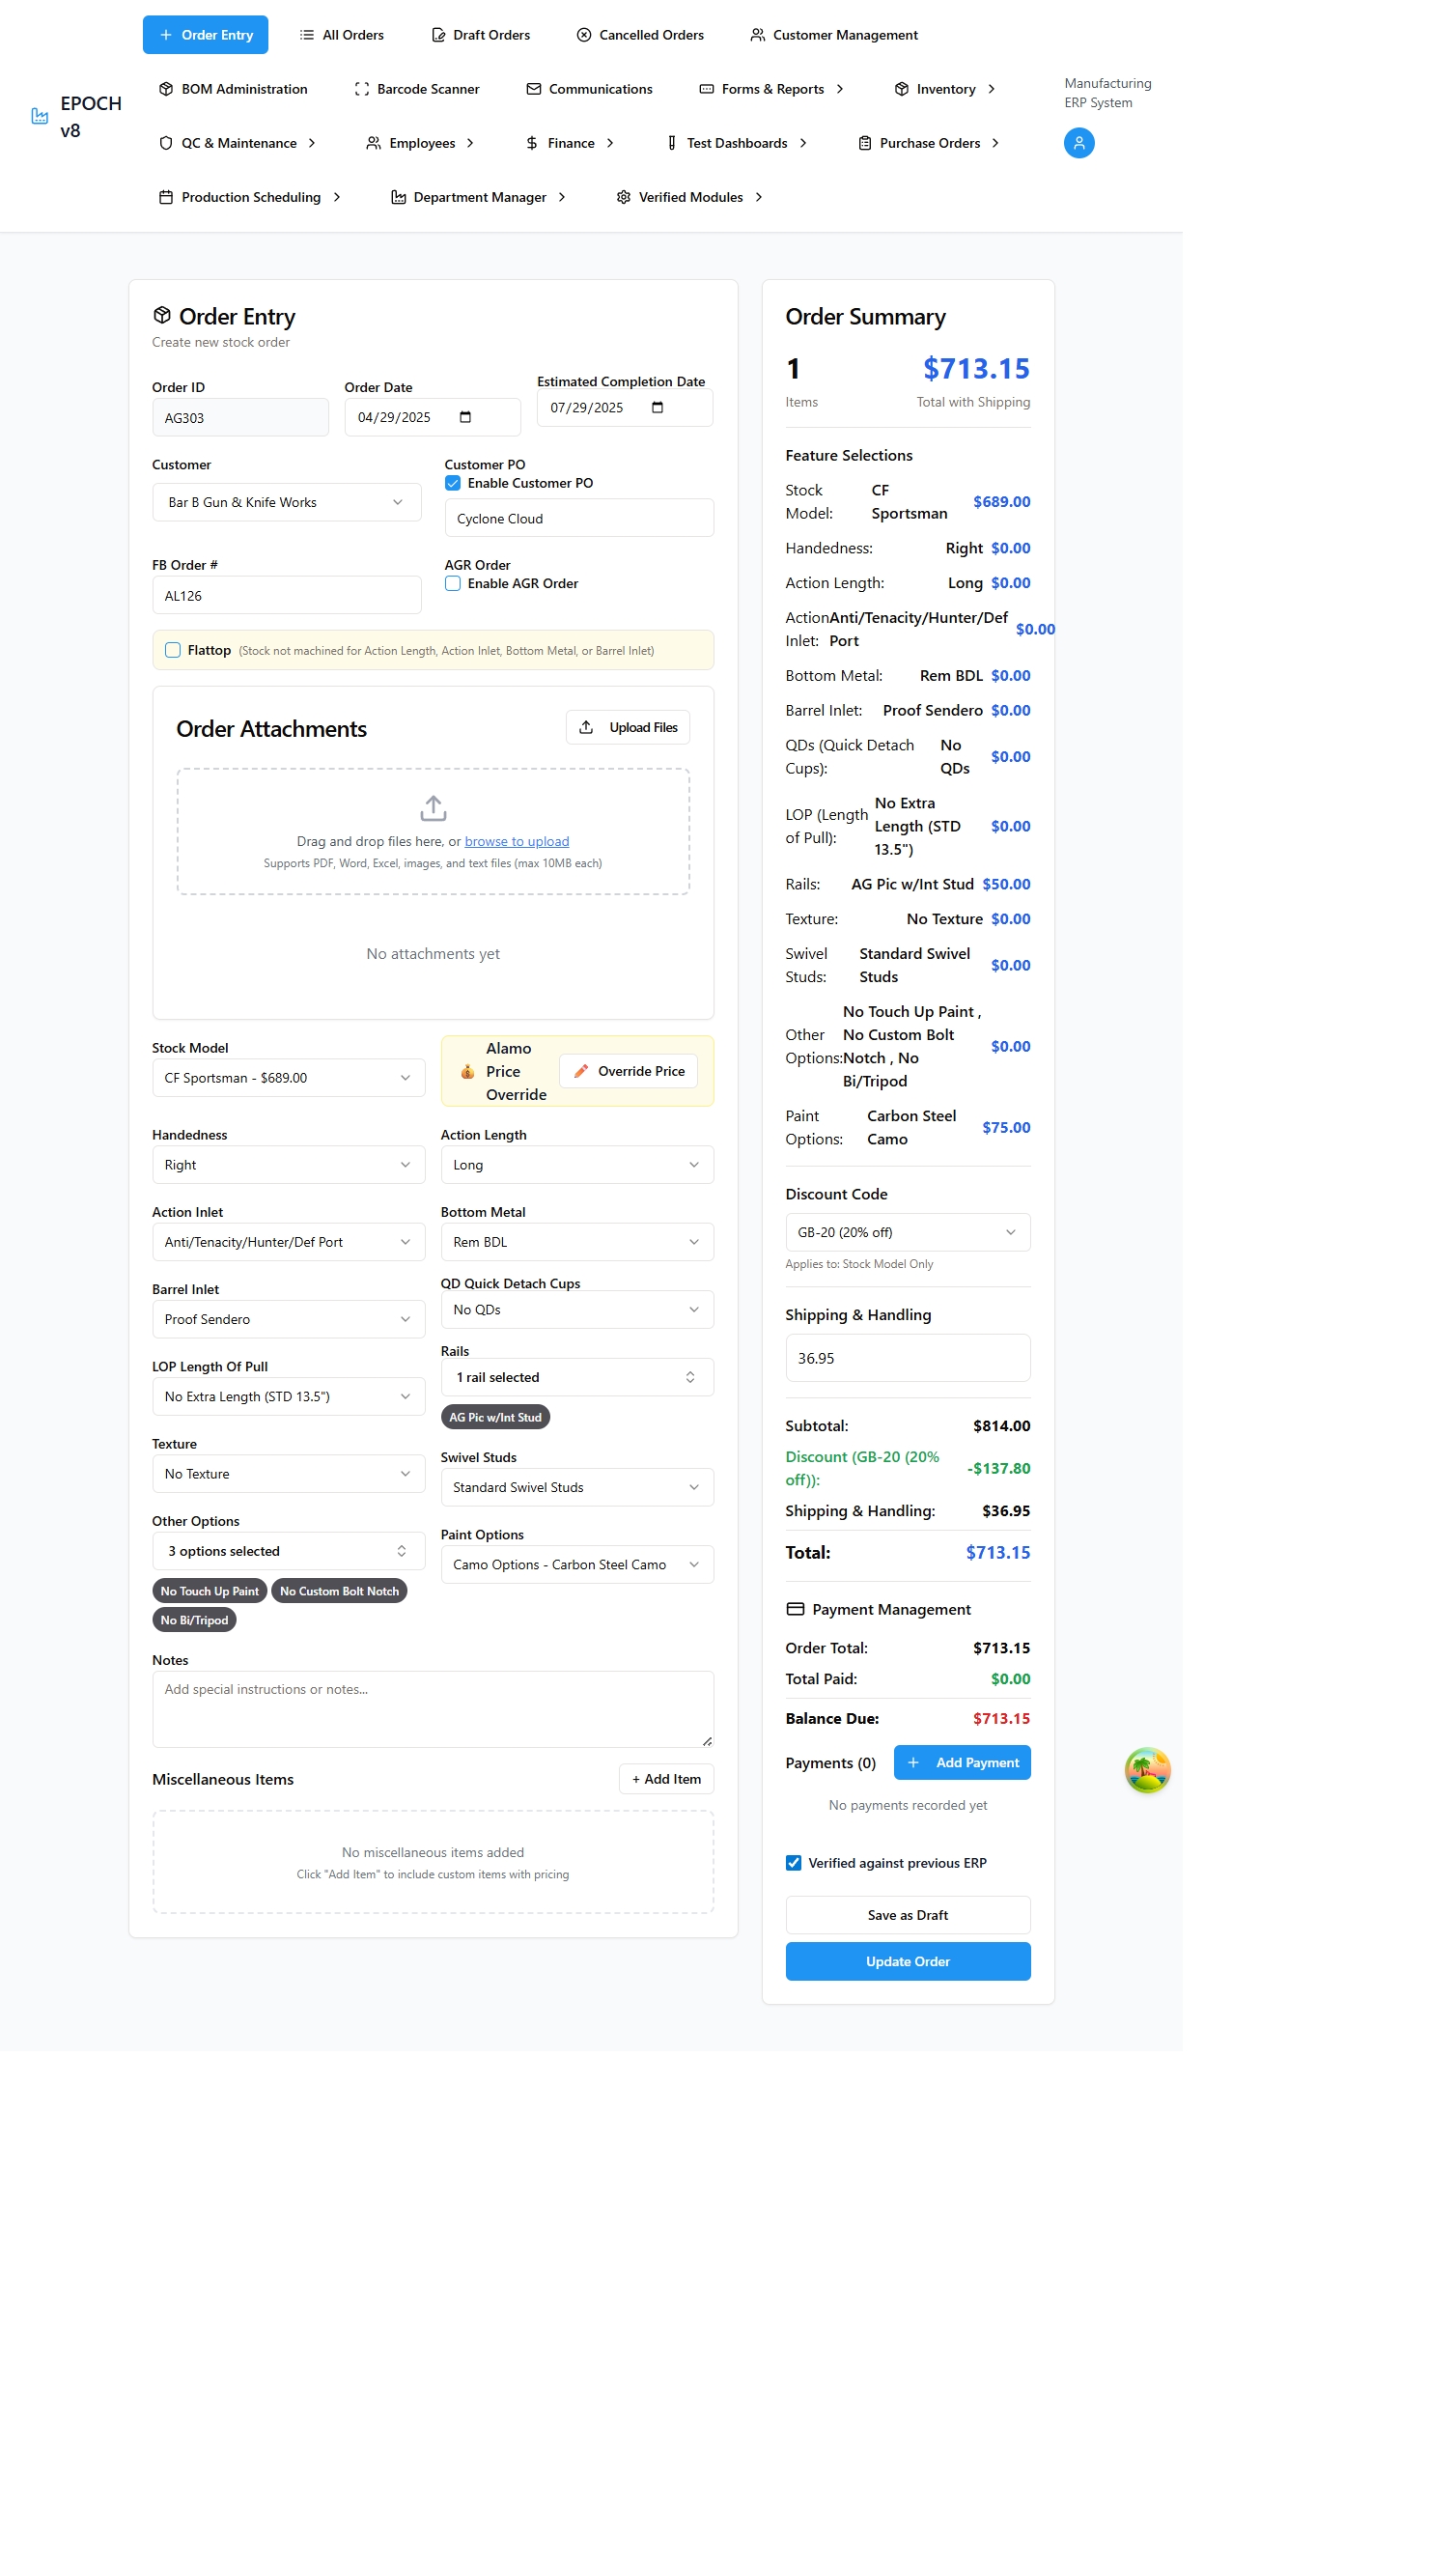 Order Entry
All Orders
Draft Orders
Cancelled Orders
Customer Management
EPOCH
v8
BOM Administration
Barcode Scanner
Communications
Forms & Reports
Inventory
QC & Maintenance
Employees
Finance
Test Dashboards
Purchase Orders
Production Scheduling
Department Manager
Verified Modules
Manufacturing
ERP System
Order Entry
Create new stock order
Order ID
AG303
Order Date
04/29/2025
Estimated Completion Date
07/29/2025
Customer
Bar B Gun & Knife Works
Customer PO
Enable Customer PO
Cyclone Cloud
FB Order #
AL126
AGR Order
Enable AGR Order
Flattop (Stock not machined for Action Length, Action Inlet, Bottom Metal, or Barrel Inlet)
Order Attachments
Upload Files
Drag and drop files here, or browse to upload
Supports PDF, Word, Excel, images, and text files (max 10MB each)
No attachments yet
Stock Model
CF Sportsman - $689.00
Alamo
Price
Override
Override Price
Handedness
Right
Action Length
Long
Action Inlet
Anti/Tenacity/Hunter/Def Port
Bottom Metal
Rem BDL
Barrel Inlet
Proof Sendero
QD Quick Detach Cups
No QDs
LOP Length Of Pull
No Extra Length (STD 13.5")
Rails
1 rail selected
AG Pic w/Int Stud
Texture
No Texture
Swivel Studs
Standard Swivel Studs
Other Options
3 options selected
No Touch Up Paint
No Custom Bolt Notch
No Bi/Tripod
Paint Options
Camo Options - Carbon Steel Camo
Notes
Add special instructions or notes...
Miscellaneous Items
+ Add Item
No miscellaneous items added
Click "Add Item" to include custom items with pricing
Order Summary
1
Items
$713.15
Total with Shipping
Feature Selections
Stock
Model:
CF
Sportsman
$689.00
Handedness: Right $0.00
Action Length: Long $0.00
Action
Inlet:
Anti/Tenacity/Hunter/Def
Port
$0.00
Bottom Metal: Rem BDL $0.00
Barrel Inlet: Proof Sendero $0.00
QDs (Quick Detach
Cups):
No
QDs
$0.00
LOP (Length
of Pull):
No Extra
Length (STD
13.5")
$0.00
Rails: AG Pic w/Int Stud $50.00
Texture: No Texture $0.00
Swivel
Studs:
Standard Swivel
Studs
$0.00
Other
Options:
No Touch Up Paint ,
No Custom Bolt
Notch , No
Bi/Tripod
$0.00
Paint
Options:
Carbon Steel
Camo
$75.00
Discount Code
GB-20 (20% off)
Applies to: Stock Model Only
Shipping & Handling
36.95
Subtotal: $814.00
Discount (GB-20 (20%
off)):
-$137.80
Shipping & Handling: $36.95
Total: $713.15
Payment Management
Order Total: $713.15
Total Paid: $0.00
Balance Due: $713.15
Payments (0)
Add Payment
No payments recorded yet
Verified against previous ERP
Save as Draft
Update Order